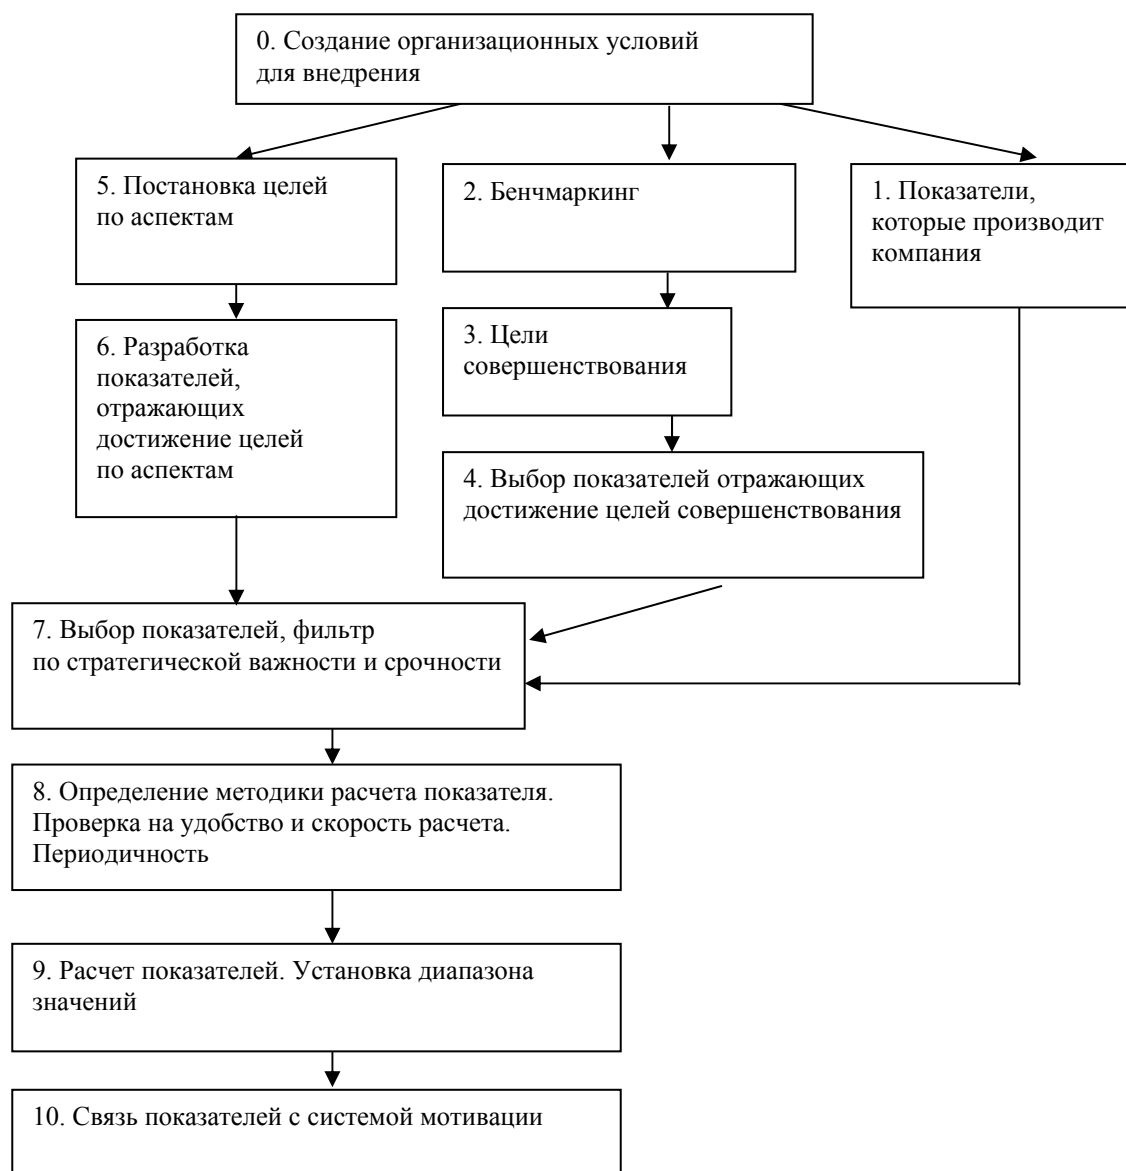 0. Создание организационных условий
для внедрения
5. Постановка целей
по аспектам
2. Бенчмаркинг
1. Показатели,
которые производит
компания
6. Разработка
показателей,
отражающих
достижение целей
по аспектам
3. Цели
совершенствования
4. Выбор показателей отражающих
достижение целей совершенствования
7. Выбор показателей, фильтр
по стратегической важности и срочности
8. Определение методики расчета показателя.
Проверка на удобство и скорость расчета.
Периодичность
9. Расчет показателей. Установка диапазона
значений
10. Связь показателей с системой мотивации